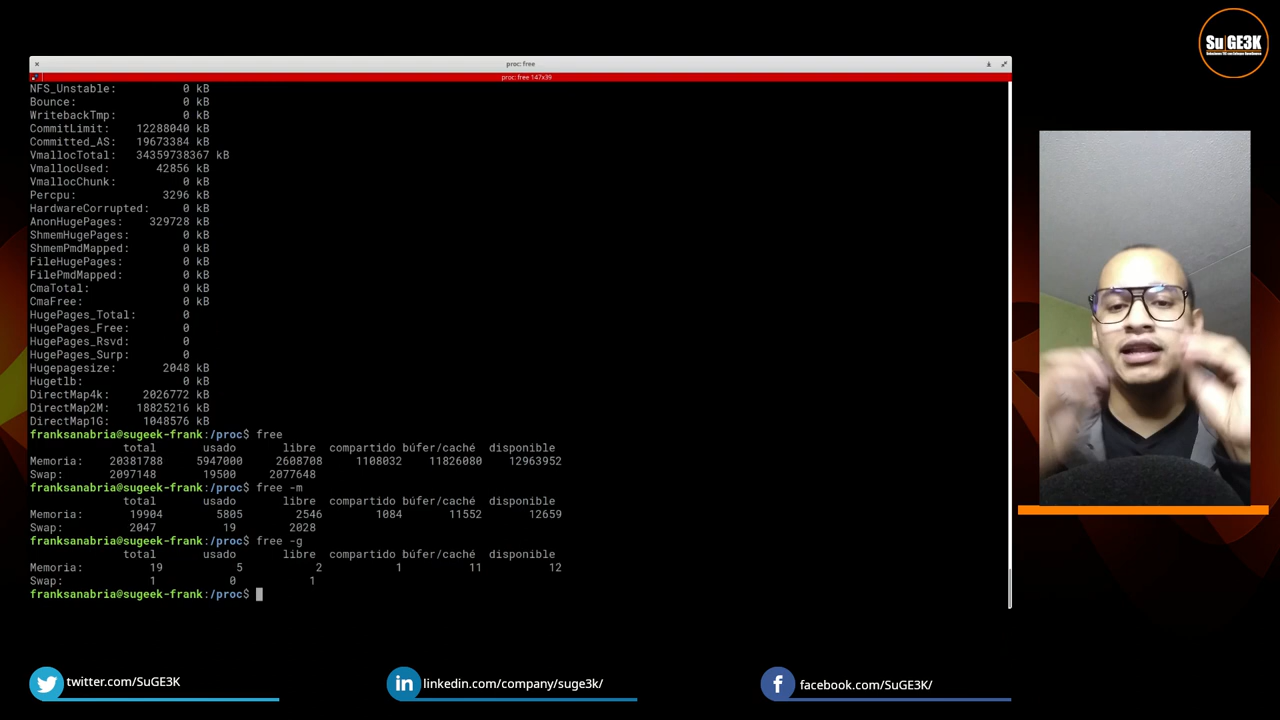 Su|GE3K
proc: free
proc: free 147x39
NFS_Unstable: 0 kB
Bounce: 0 kB
WritebackTmp: 0 kB
CommitLimit: 12288040 kB
Committed_AS: 19673384 kB
VmallocTotal: 34359738367 kB
VmallocUsed: 42856 kB
VmallocChunk: 0 kB
Percpu: 3296 kB
HardwareCorrupted: 0 kB
AnonHugePages: 329728 kB
ShmemHugePages: 0 kB
ShmemPmdMapped: 0 kB
FileHugePages: 0 kB
FilePmdMapped: 0 kB
CmaTotal: 0 kB
CmaFree: 0 kB
HugePages_Total: 0
HugePages_Free: 0
HugePages_Rsvd: 0
HugePages_Surp: 0
Hugepagesize: 2048 kB
Hugetlb: 0 kB
DirectMap4k: 2026772 kB
DirectMap2M: 18825216 kB
DirectMap1G: 1048576 kB
franksanabria@sugeek-frank:/proc$ free
total usado libre compartido búfer/caché disponible
Memoria: 20381788 5947000 2608708 1108032 11826080 12963952
Swap: 2097148 19500 2077648
franksanabria@sugeek-frank:/proc$ free -m
total usado libre compartido búfer/caché disponible
Memoria: 19904 5805 2546 1084 11552 12659
Swap: 2047 19 2028
franksanabria@sugeek-frank:/proc$ free -g
total usado libre compartido búfer/caché disponible
Memoria: 19 5 2 1 11 12
Swap: 1 0 1
franksanabria@sugeek-frank:/proc$
twitter.com/SuGE3K
linkedin.com/company/suge3k/
facebook.com/SuGE3K/